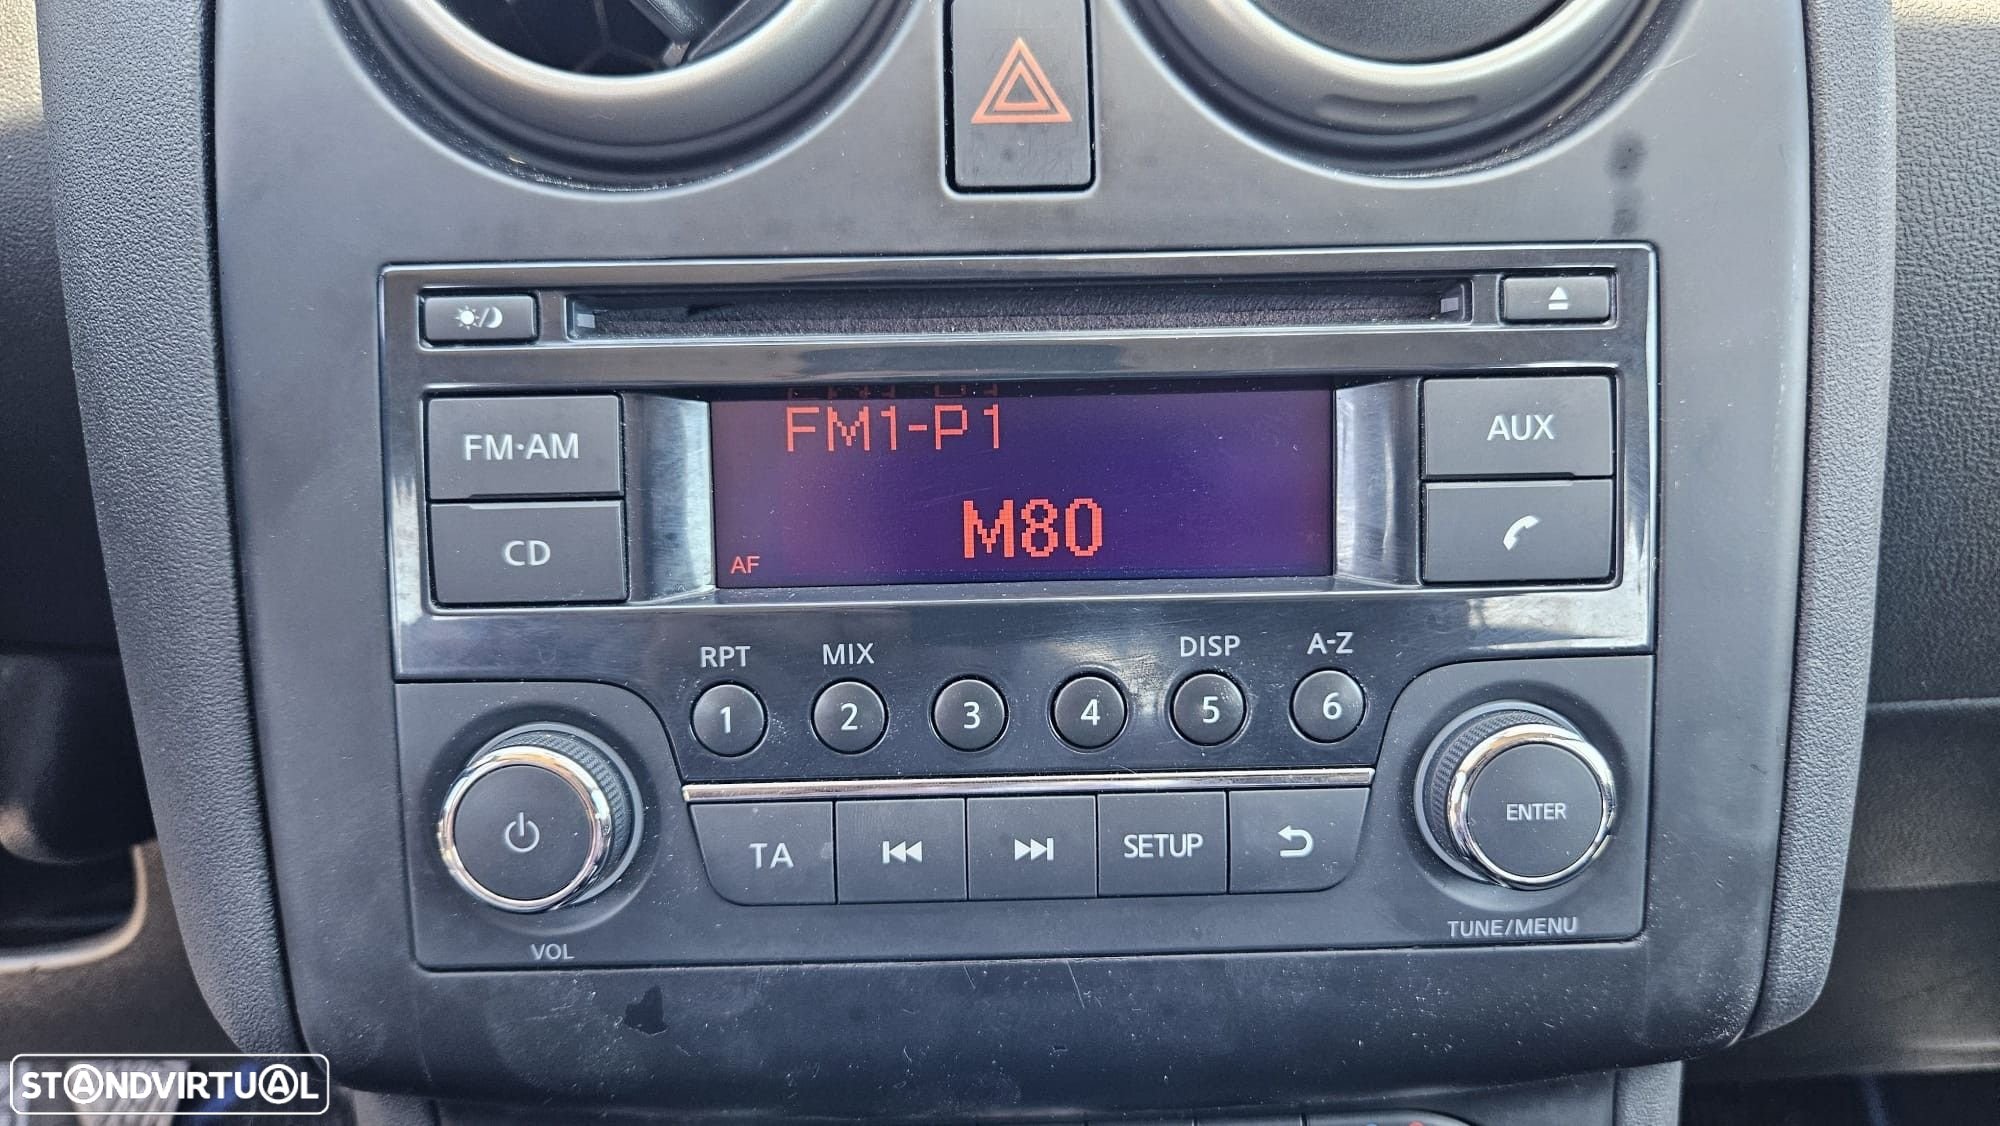 FM1-P1
M80
AF
FM·AM
CD
AUX
RPT MIX DISP A-Z
1 2 3 4 5 6
TA SETUP
ENTER
VOL
TUNE/MENU
STANDVIRTUAL